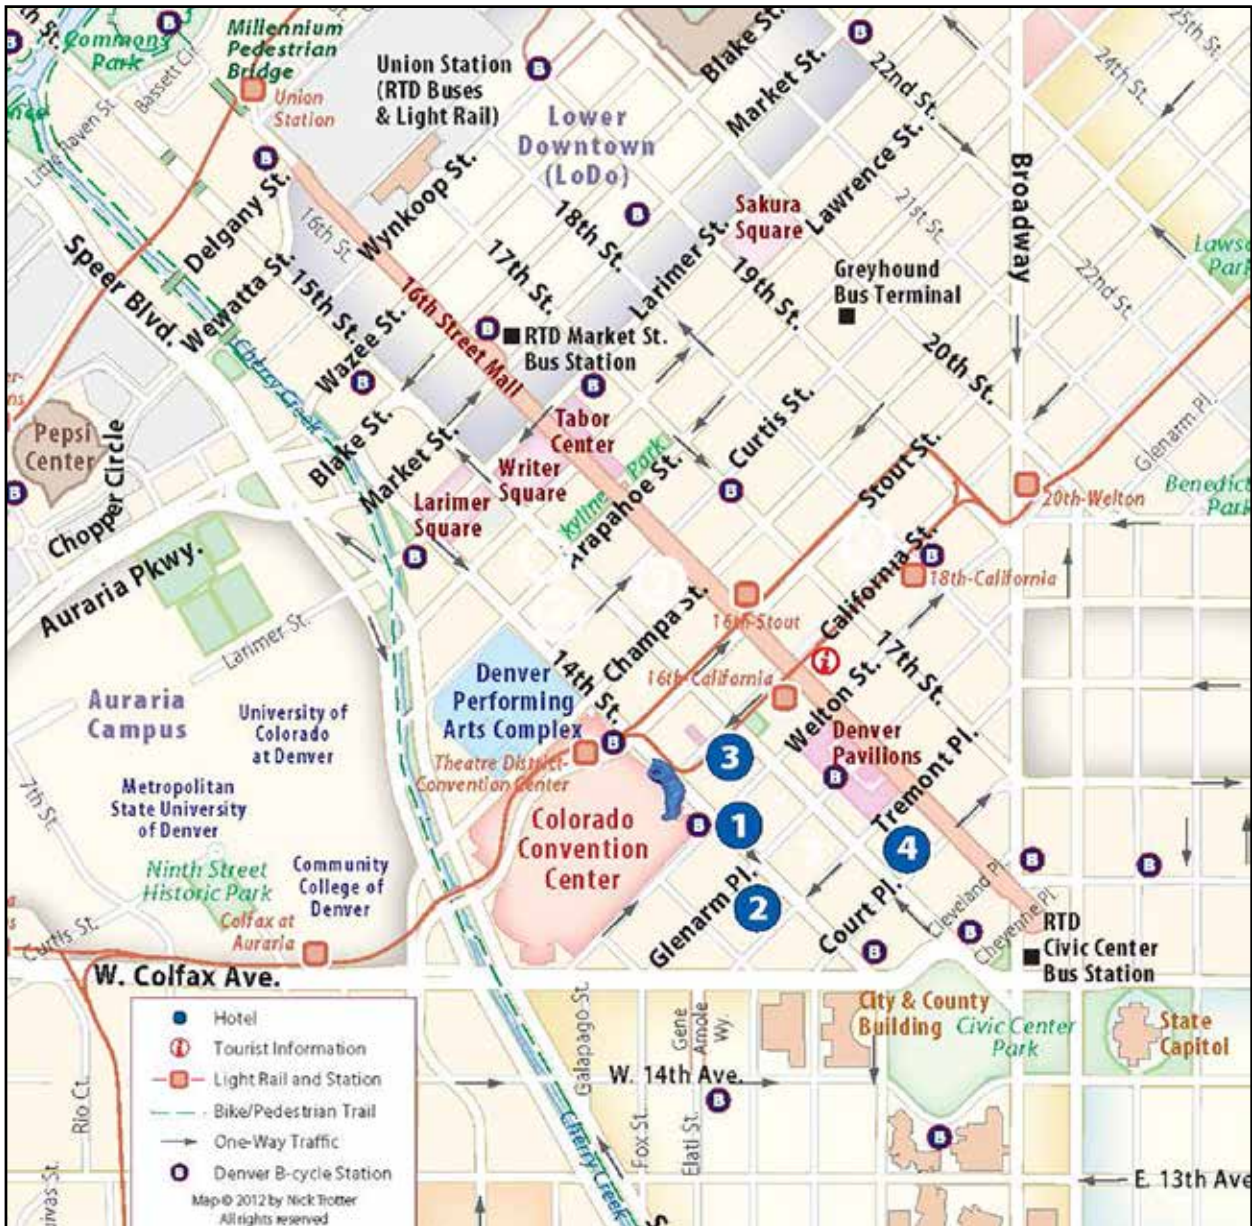 Commons
Park
Millennium
Pedestrian
Bridge
Union
Station
Bassett Cir.
Little Raven St.
Union Station
(RTD Buses
& Light Rail)
Lower
Downtown
(LoDo)
Blake St.
Market St.
22nd St.
25th St.
24th St.
Broadway
Lawrence St.
21st St.
22nd St.
Sakura
Square
Larimer St.
19th St.
18th St.
17th St.
Greyhound
Bus Terminal
20th St.
Delgany St.
16th St.
Wynkoop St.
Speer Blvd.
Wewatta St.
15th St.
Wazee St.
16th Street Mall
RTD Market St.
Bus Station
Cherry Creek
Blake St.
Market St.
Tabor
Center
Writer
Square
Larimer
Square
Park
Arapahoe St.
Curtis St.
Stout St.
Glenarm Pl.
20th-Welton
Pepsi
Center
Chopper Circle
Auraria Pkwy.
Larimer St.
California St.
18th-California
16th-Stout
Champa St.
16th-California
14th St.
Welton St.
17th St.
Denver
Pavilions
Tremont Pl.
Denver
Performing
Arts Complex
Theatre District-
Convention Center
Auraria
Campus
University of
Colorado
at Denver
Metropolitan
State University
of Denver
7th St.
Ninth Street
Historic Park
Community
College of
Denver
Colfax at
Auraria
Curtis St.
W. Colfax Ave.
Colorado
Convention
Center
3
1
4
2
Glenarm Pl.
Court Pl.
Cleveland Pl.
Cheyenne Pl.
RTD
Civic Center
Bus Station
City & County
Building
Civic Center
Park
State
Capitol
Galapago St.
Gene
Amole
Wy.
W. 14th Ave.
Fox St.
Elati St.
Cherry Creek
E. 13th Ave
Rio Ct.
Hotel
Tourist Information
Light Rail and Station
Bike/Pedestrian Trail
One-Way Traffic
B Denver B-cycle Station
Map © 2012 by Nick Trotter
All rights reserved